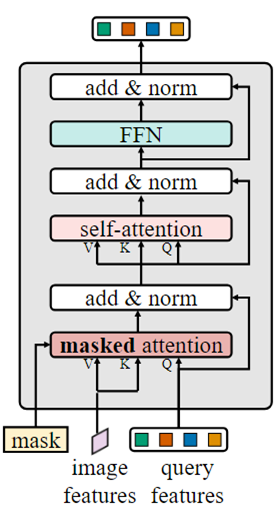 add & norm
FFN
add & norm
self-attention
V K Q
add & norm
masked attention
V K Q
mask
image
features
query
features